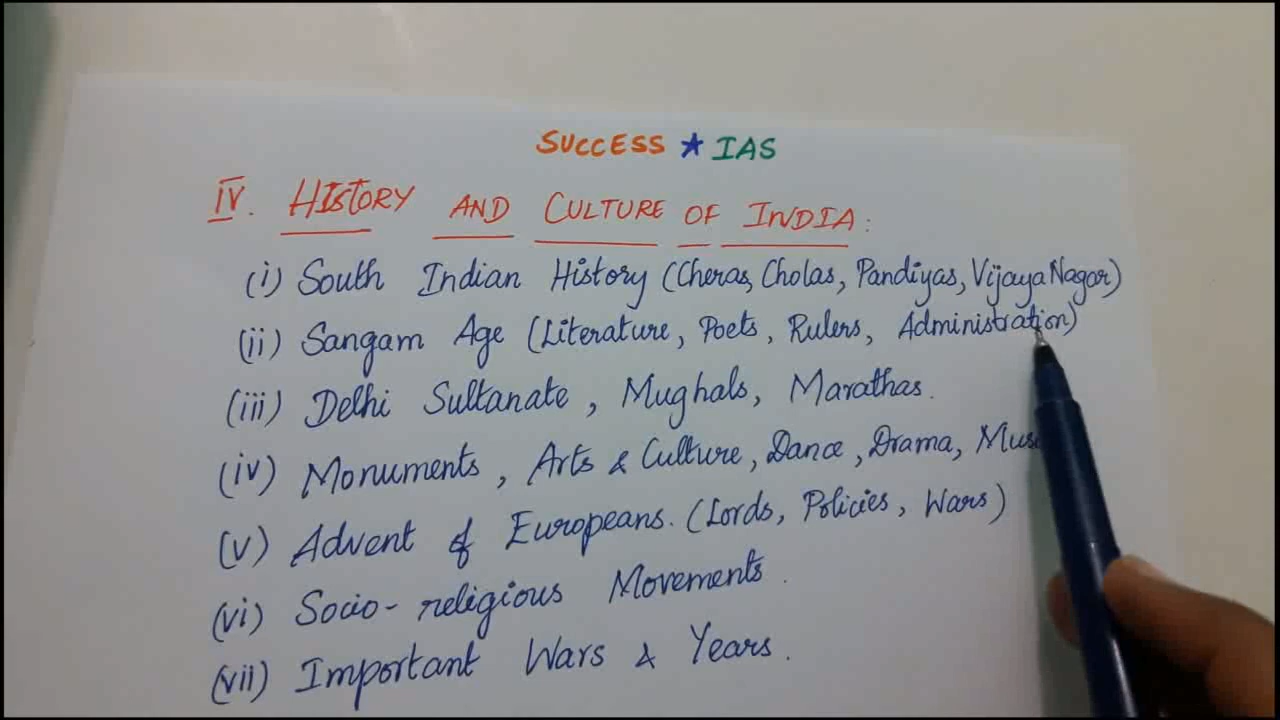 SUCCESS ★ IAS
IV. HISTORY AND CULTURE OF INDIA:
(i) South Indian History (Cheras, Cholas, Pandiyas, VijayaNagar)
(ii) Sangam Age (Literature, Poets, Rulers, Administration)
(iii) Delhi Sultanate, Mughals, Marathas.
(iv) Monuments, Arts & Culture, Dance, Drama,
(v) Advent of Europeans. (Lords, Policies, Wars)
(vi) Socio-religious Movements.
(vii) Important Wars & Years.